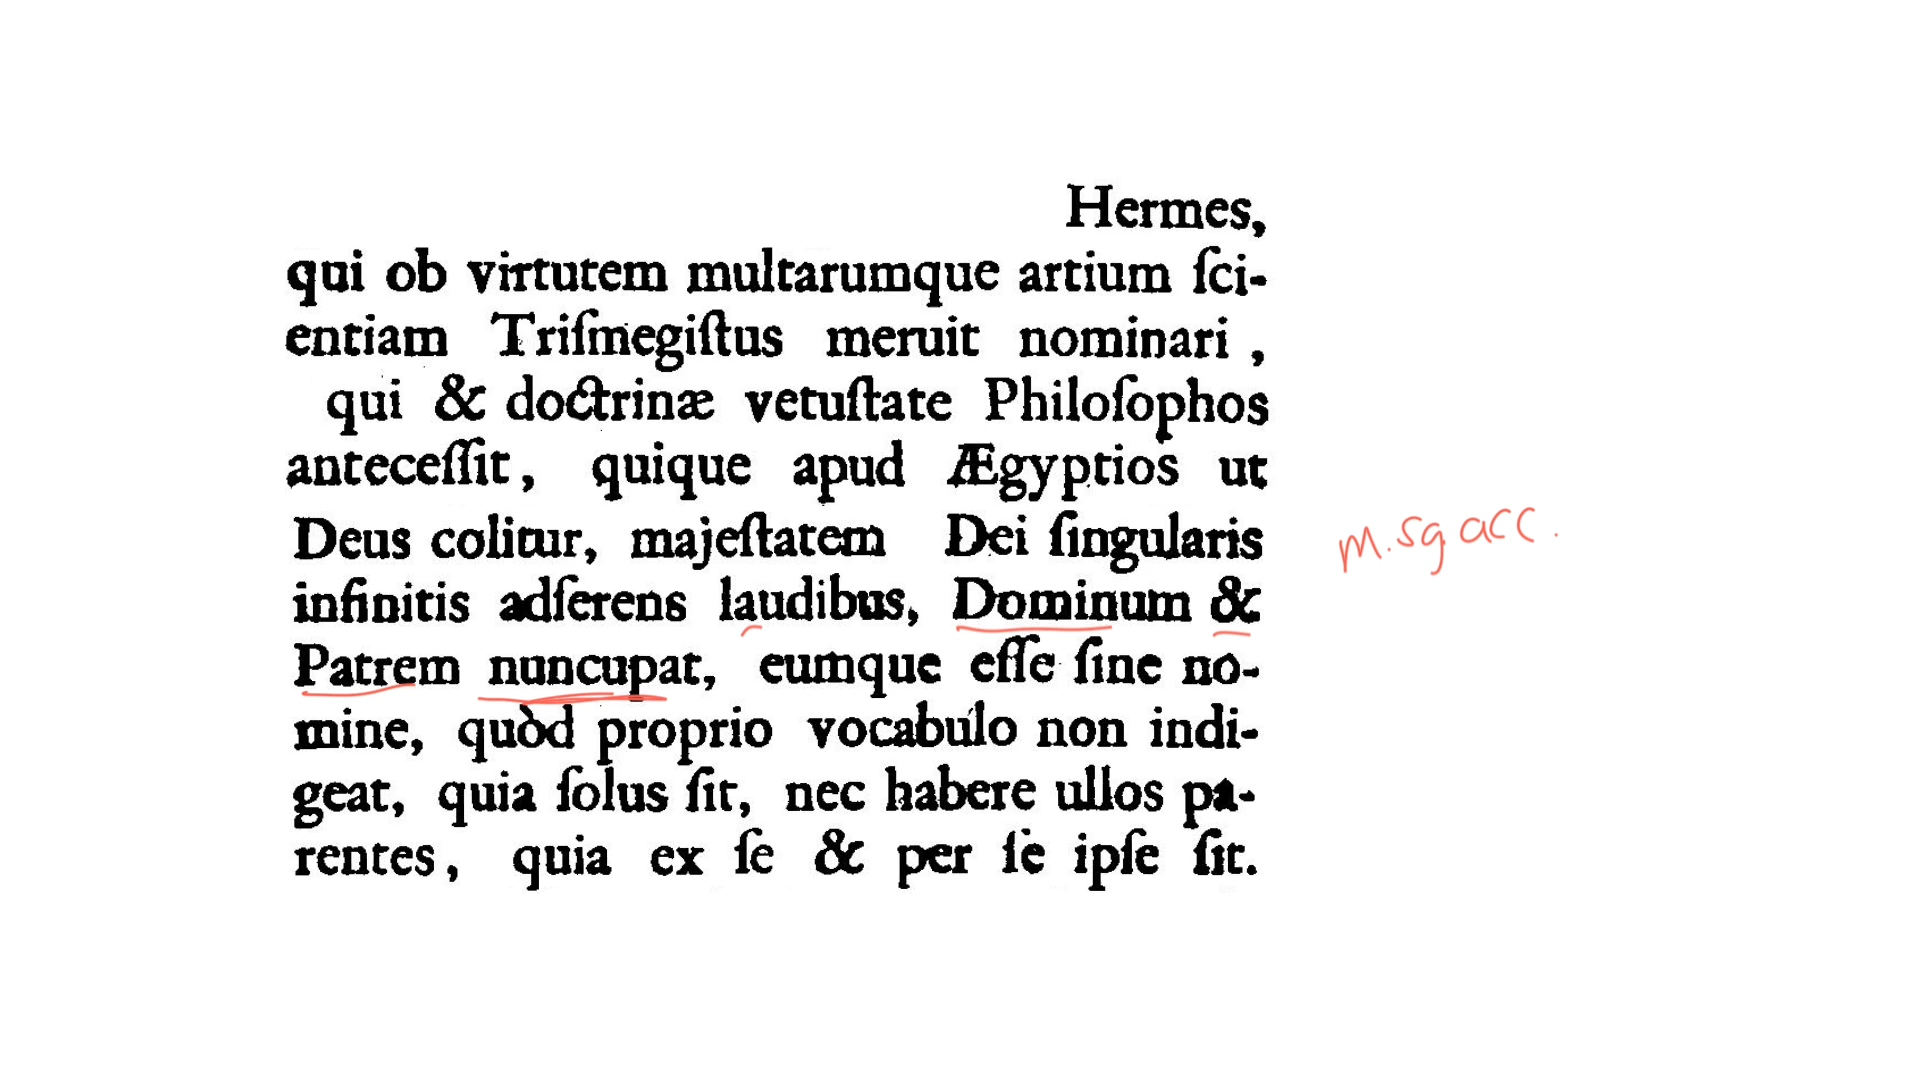 Hermes,
qui ob virtutem multarumque artium ſci-
entiam Triſmegiſtus meruit nominari ,
qui & doctrinæ vetuſtate Philoſophos
anteceſſit, quique apud Ægyptios ut
Deus colitur, majeſtatem Dei ſingularis
m. sg acc.
infinitis adſerens laudibus, Dominum &
Patrem nuncupat, eumque eſſe ſine no-
mine, quòd proprio vocabulo non indi-
geat, quia ſolus ſit, nec habere ullos pa-
rentes, quia ex ſe & per ſe ipſe ſit.